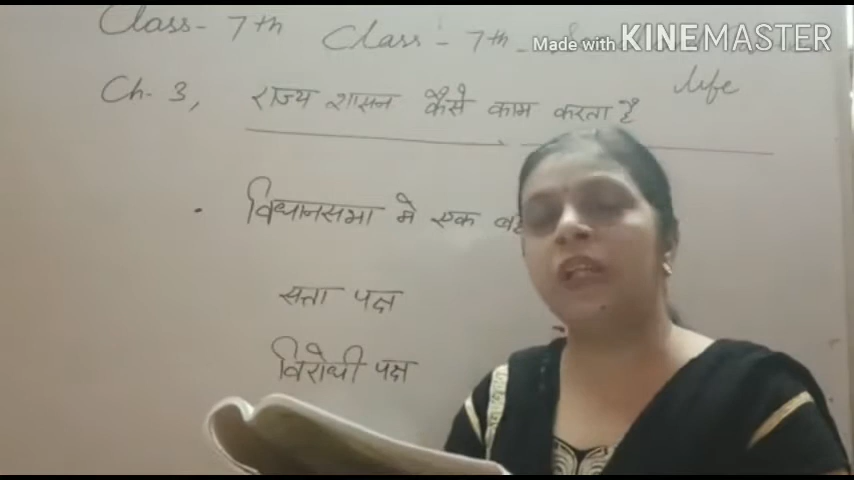 Class - 7th Class - 7th
Made with KINEMASTER
life
Ch. 3, राज्य शासन कैसे काम करता है
. विधानसभा मे एक
सत्ता पक्ष
विरोधी पक्ष